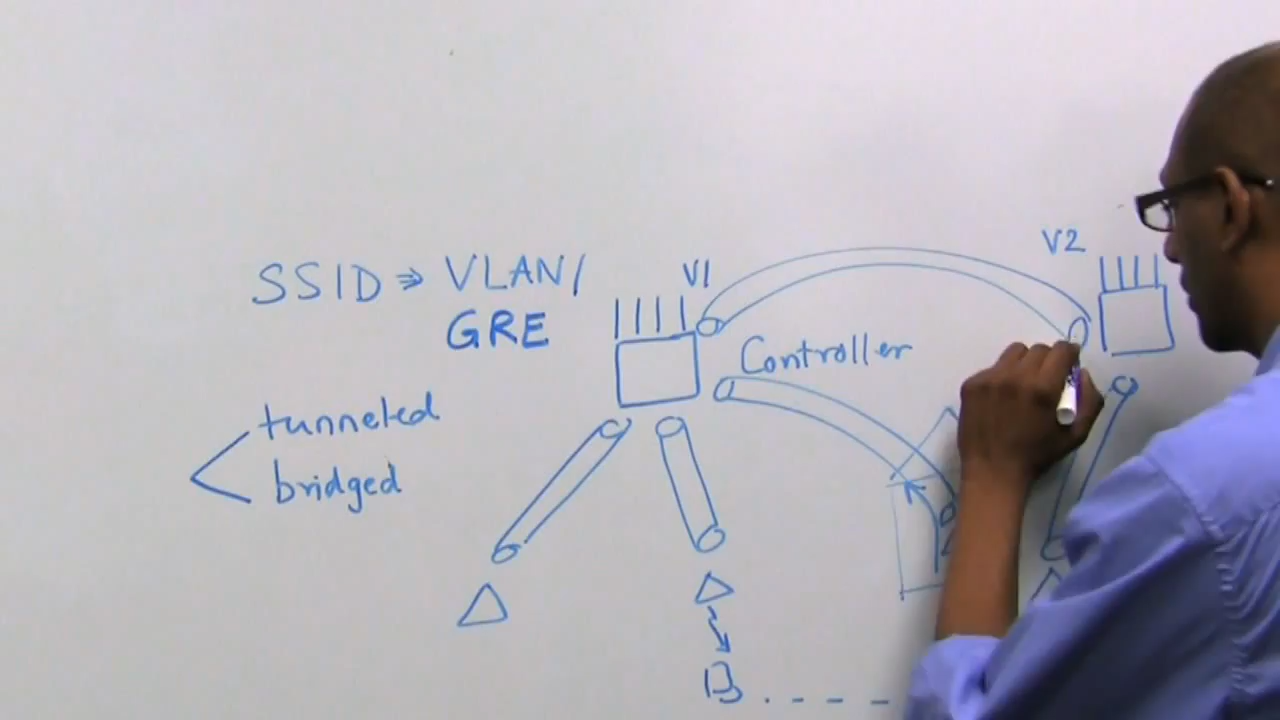 SSID ⇒ VLAN/
GRE
tunneled
bridged
V1
Controller
V2